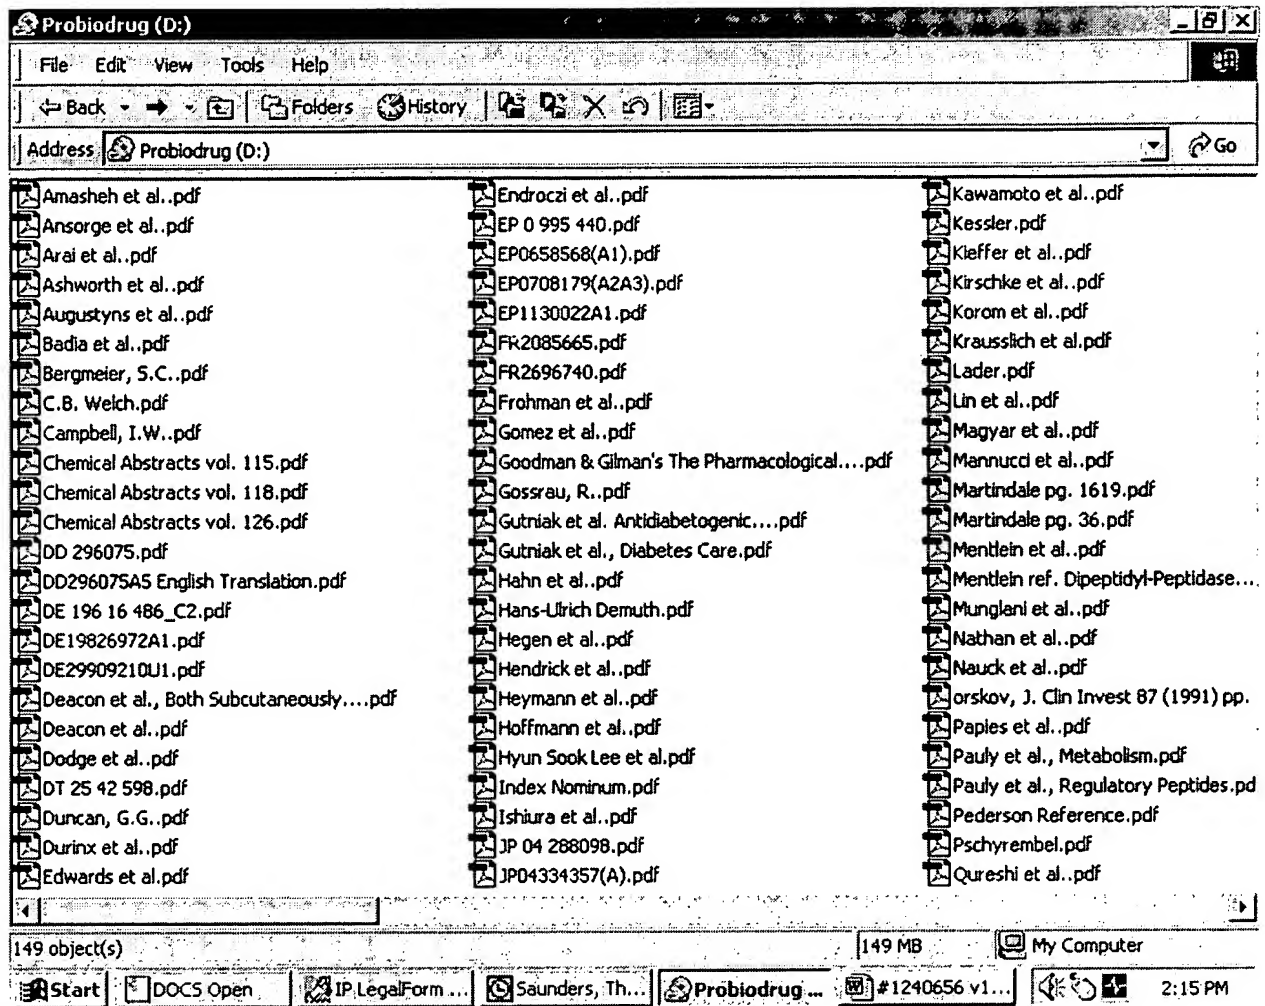 Probiodrug (D:)
File Edit View Tools Help
Back Folders History
Address Probiodrug (D:) Go
Amasheh et al..pdf
Ansorge et al..pdf
Arai et al..pdf
Ashworth et al..pdf
Augustyns et al..pdf
Badia et al..pdf
Bergmeier, S.C..pdf
C.B. Welch.pdf
Campbell, I.W..pdf
Chemical Abstracts vol. 115.pdf
Chemical Abstracts vol. 118.pdf
Chemical Abstracts vol. 126.pdf
DD 296075.pdf
DD296075A5 English Translation.pdf
DE 196 16 486_C2.pdf
DE19826972A1.pdf
DE29909210U1.pdf
Deacon et al., Both Subcutaneously....pdf
Deacon et al..pdf
Dodge et al..pdf
DT 25 42 598.pdf
Duncan, G.G..pdf
Durinx et al..pdf
Edwards et al.pdf
Endroczi et al..pdf
EP 0 995 440.pdf
EP0658568(A1).pdf
EP0708179(A2A3).pdf
EP1130022A1.pdf
FR2085665.pdf
FR2696740.pdf
Frohman et al..pdf
Gomez et al..pdf
Goodman & Gilman's The Pharmacological....pdf
Gossrau, R..pdf
Gutniak et al. Antidiabetogenic....pdf
Gutniak et al., Diabetes Care.pdf
Hahn et al..pdf
Hans-Ulrich Demuth.pdf
Hegen et al..pdf
Hendrick et al..pdf
Heymann et al..pdf
Hoffmann et al..pdf
Hyun Sook Lee et al.pdf
Index Nominum.pdf
Ishiura et al..pdf
JP 04 288098.pdf
JP04334357(A).pdf
Kawamoto et al..pdf
Kessler.pdf
Kieffer et al..pdf
Kirschke et al..pdf
Korom et al..pdf
Krausslich et al.pdf
Lader.pdf
Lin et al..pdf
Magyar et al..pdf
Mannucci et al..pdf
Martindale pg. 1619.pdf
Martindale pg. 36.pdf
Mentlein et al..pdf
Mentlein ref. Dipeptidyl-Peptidase...
Munglani et al..pdf
Nathan et al..pdf
Nauck et al..pdf
orskov, J. Clin Invest 87 (1991) pp.
Papies et al..pdf
Pauly et al., Metabolism.pdf
Pauly et al., Regulatory Peptides.pd
Pederson Reference.pdf
Pschyrembel.pdf
Qureshi et al..pdf
149 object(s) 149 MB My Computer
Start DOCS Open IP LegalForm ... Saunders, Th... Probiodrug ... #1240656 v1... 2:15 PM